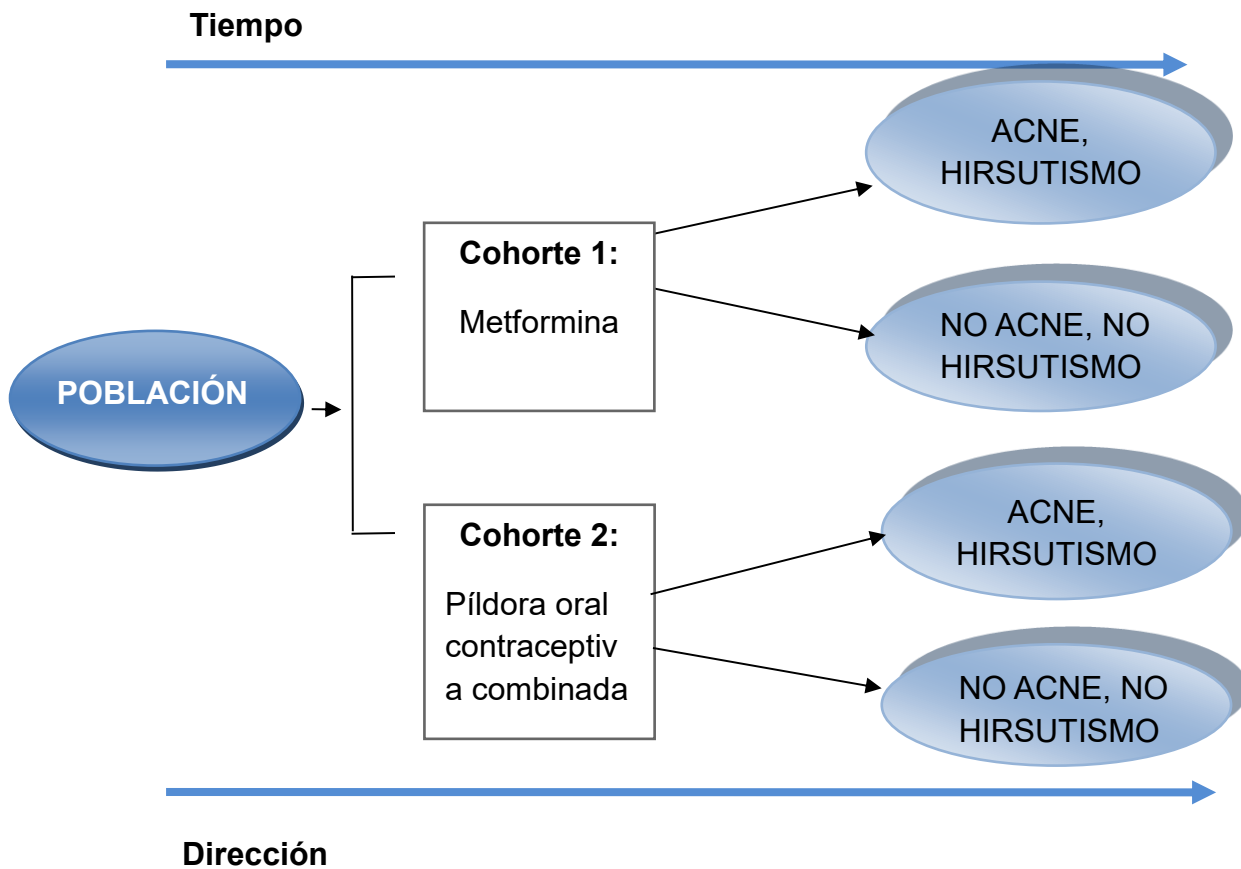 Tiempo
ACNE,
HIRSUTISMO
Cohorte 1:
Metformina
NO ACNE, NO
HIRSUTISMO
POBLACIÓN
Cohorte 2:
Píldora oral
contraceptiv
a combinada
ACNE,
HIRSUTISMO
NO ACNE, NO
HIRSUTISMO
Dirección